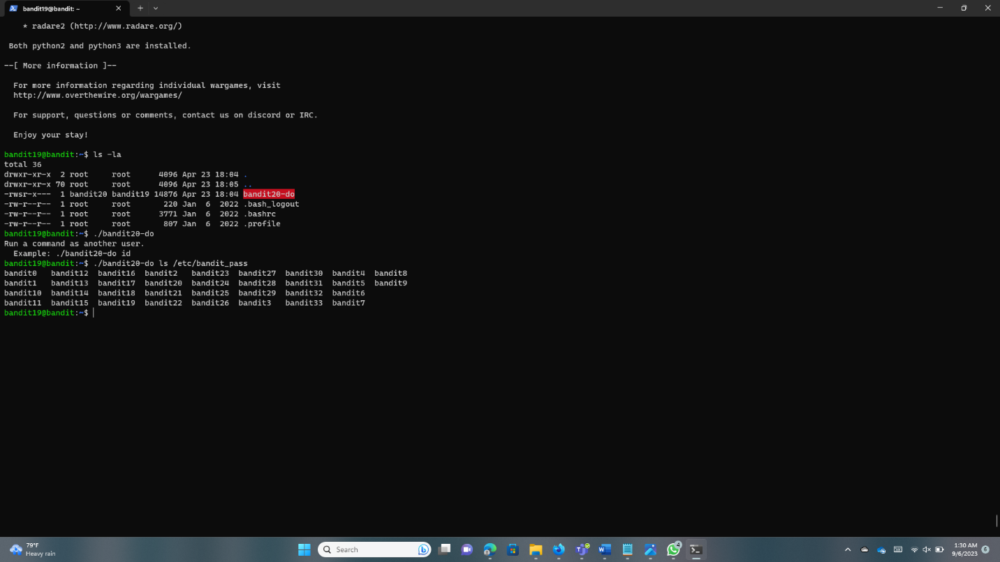 bandit19@bandit: ~
* radare2 (http://www.radare.org/)
Both python2 and python3 are installed.
--[ More information ]--
For more information regarding individual wargames, visit
http://www.overthewire.org/wargames/
For support, questions or comments, contact us on discord or IRC.
Enjoy your stay!
bandit19@bandit:~$ ls -la
total 36
drwxr-xr-x  2 root     root      4096 Apr 23 18:04 .
drwxr-xr-x 70 root     root      4096 Apr 23 18:05 ..
-rwsr-x---  1 bandit20 bandit19 14876 Apr 23 18:04 bandit20-do
-rw-r--r--  1 root     root       220 Jan  6  2022 .bash_logout
-rw-r--r--  1 root     root      3771 Jan  6  2022 .bashrc
-rw-r--r--  1 root     root       807 Jan  6  2022 .profile
bandit19@bandit:~$ ./bandit20-do
Run a command as another user.
  Example: ./bandit20-do id
bandit19@bandit:~$ ./bandit20-do ls /etc/bandit_pass
bandit0   bandit12  bandit16  bandit2   bandit23  bandit27  bandit30  bandit4  bandit8
bandit1   bandit13  bandit17  bandit20  bandit24  bandit28  bandit31  bandit5  bandit9
bandit10  bandit14  bandit18  bandit21  bandit25  bandit29  bandit32  bandit6
bandit11  bandit15  bandit19  bandit22  bandit26  bandit3   bandit33  bandit7
bandit19@bandit:~$
79°F
Heavy rain
Search
4
1:30 AM
9/6/2023
6